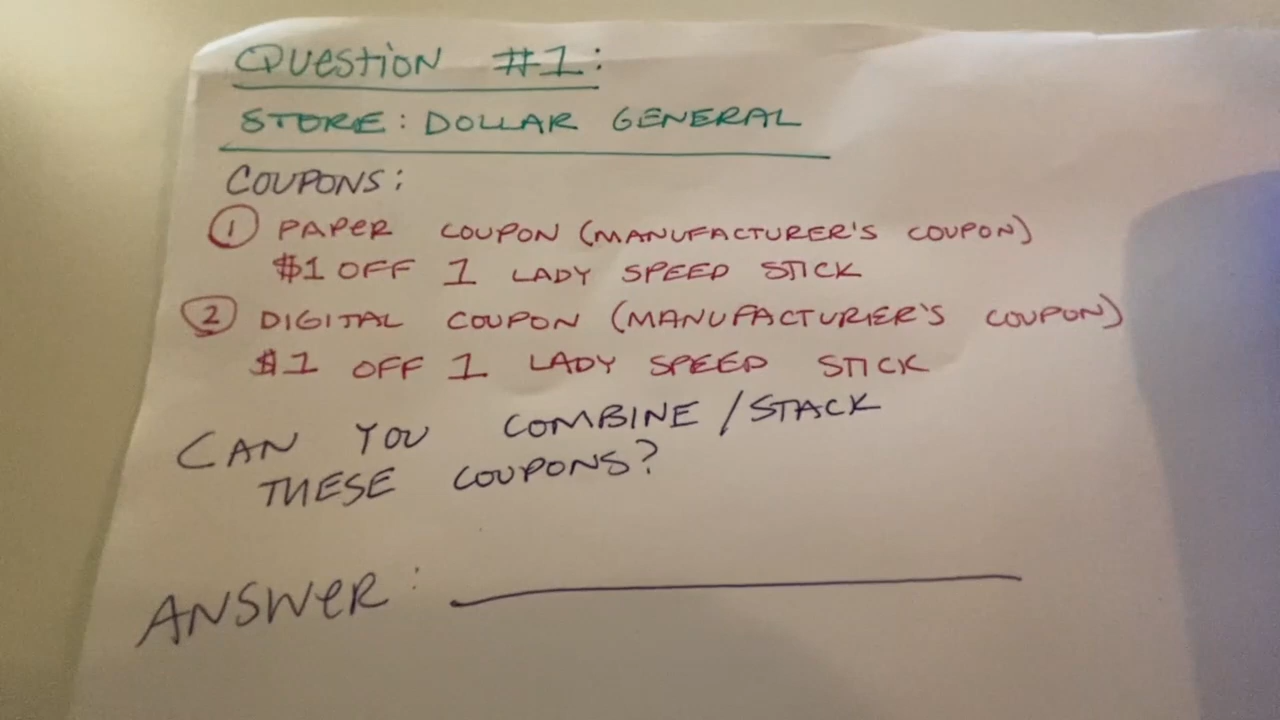 QUESTION #1:
STORE: DOLLAR GENERAL
COUPONS:
1 PAPER COUPON (MANUFACTURER'S COUPON)
$1 OFF 1 LADY SPEED STICK
2 DIGITAL COUPON (MANUFACTURIER'S COUPON)
$1 OFF 1 LADY SPEED STICK
CAN YOU COMBINE/STACK
THESE COUPONS?
ANSWER: